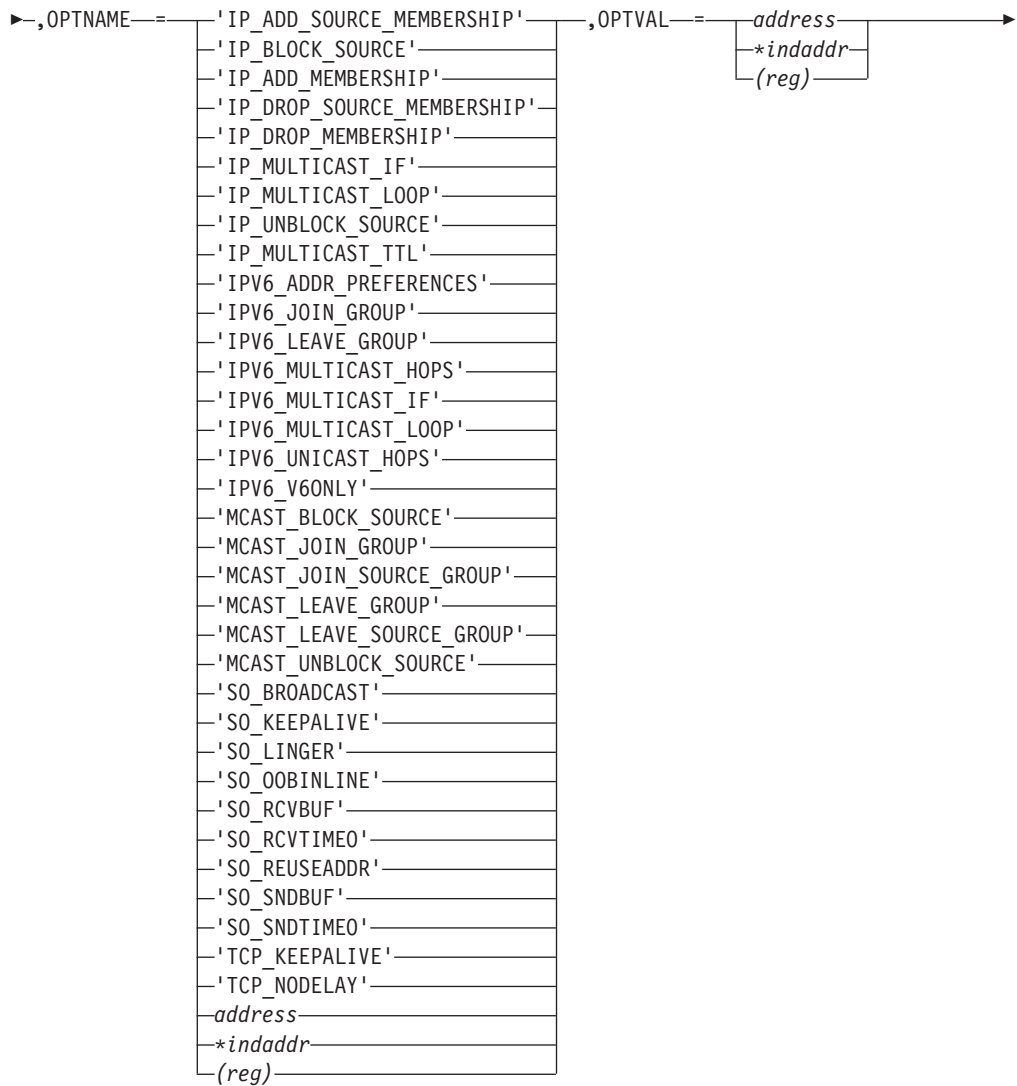 ,OPTNAME = 'IP_ADD_SOURCE_MEMBERSHIP' ,OPTVAL = address
'IP_BLOCK_SOURCE' *indaddr
'IP_ADD_MEMBERSHIP' (reg)
'IP_DROP_SOURCE_MEMBERSHIP'
'IP_DROP_MEMBERSHIP'
'IP_MULTICAST_IF'
'IP_MULTICAST_LOOP'
'IP_UNBLOCK_SOURCE'
'IP_MULTICAST_TTL'
'IPV6_ADDR_PREFERENCES'
'IPV6_JOIN_GROUP'
'IPV6_LEAVE_GROUP'
'IPV6_MULTICAST_HOPS'
'IPV6_MULTICAST_IF'
'IPV6_MULTICAST_LOOP'
'IPV6_UNICAST_HOPS'
'IPV6_V6ONLY'
'MCAST_BLOCK_SOURCE'
'MCAST_JOIN_GROUP'
'MCAST_JOIN_SOURCE_GROUP'
'MCAST_LEAVE_GROUP'
'MCAST_LEAVE_SOURCE_GROUP'
'MCAST_UNBLOCK_SOURCE'
'SO_BROADCAST'
'SO_KEEPALIVE'
'SO_LINGER'
'SO_OOBINLINE'
'SO_RCVBUF'
'SO_RCVTIMEO'
'SO_REUSEADDR'
'SO_SNDBUF'
'SO_SNDTIMEO'
'TCP_KEEPALIVE'
'TCP_NODELAY'
address
*indaddr
(reg)